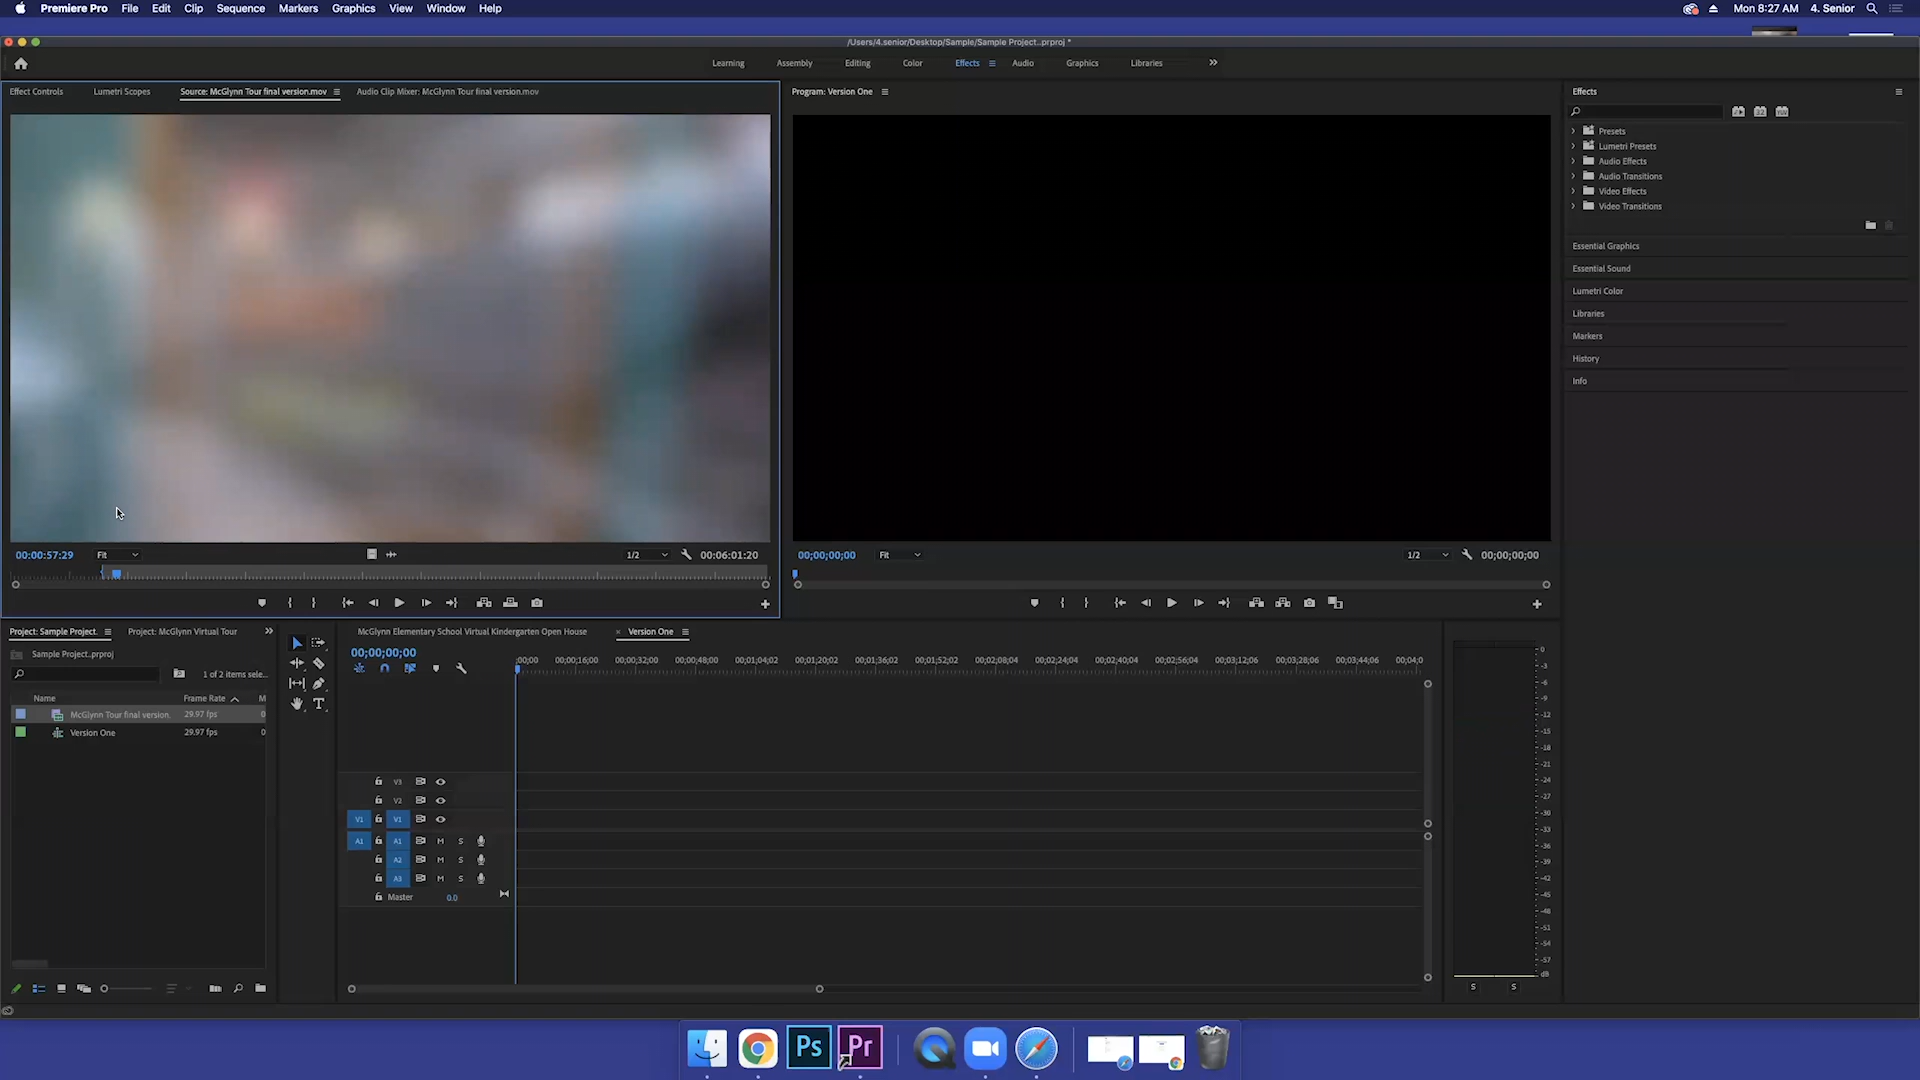 Premiere Pro File Edit Clip Sequence Markers Graphics View Window Help Mon 8:27 AM 4. Senior
/Users/4.senior/Desktop/Sample/Sample Project..prproj *
Learning Assembly Editing Color Effects Audio Graphics Libraries
Effect Controls Lumetri Scopes Source: McGlynn Tour final version.mov Audio Clip Mixer: McGlynn Tour final version.mov
Program: Version One
Effects
Presets
Lumetri Presets
Audio Effects
Audio Transitions
Video Effects
Video Transitions
Essential Graphics
Essential Sound
Lumetri Color
Libraries
Markers
History
Info
00:00:57:29 Fit 1/2 00:06:01:20
00;00;00;00 Fit 1/2 00;00;00;00
Project: Sample Project. Project: McGlynn Virtual Tour
Sample Project..prproj
1 of 2 items sele...
Name Frame Rate M
McGlynn Tour final version. 29.97 fps 0
Version One 29.97 fps 0
McGlynn Elementary School Virtual Kindergarten Open House × Version One
00;00;00;00
;00;00 00;00;16;00 00;00;32;00 00;00;48;00 00;01;04;02 00;01;20;02 00;01;36;02 00;01;52;02 00;02;08;04 00;02;24;04 00;02;40;04 00;02;56;04 00;03;12;06 00;03;28;06 00;03;44;06 00;04;0
V3
V2
V1 V1
A1 A1 M S
A2 M S
A3 M S
Master 0.0
0
-3
-6
-9
-12
-15
-18
-21
-24
-27
-30
-33
-36
-39
-42
-45
-48
-51
-54
-57
dB
S S
Ps Pr